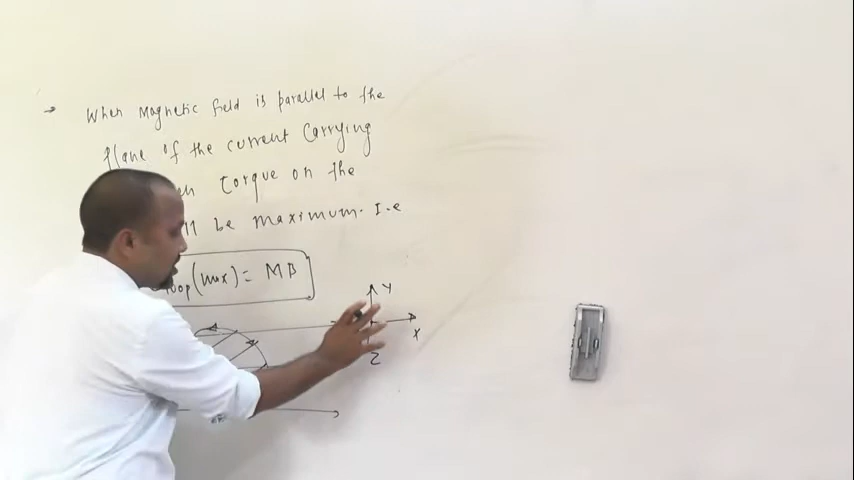 When Magnetic field is parallel to the
plane of the current carrying
torque on the
be maximum. I.e
(max) = MB
Y
X
Z